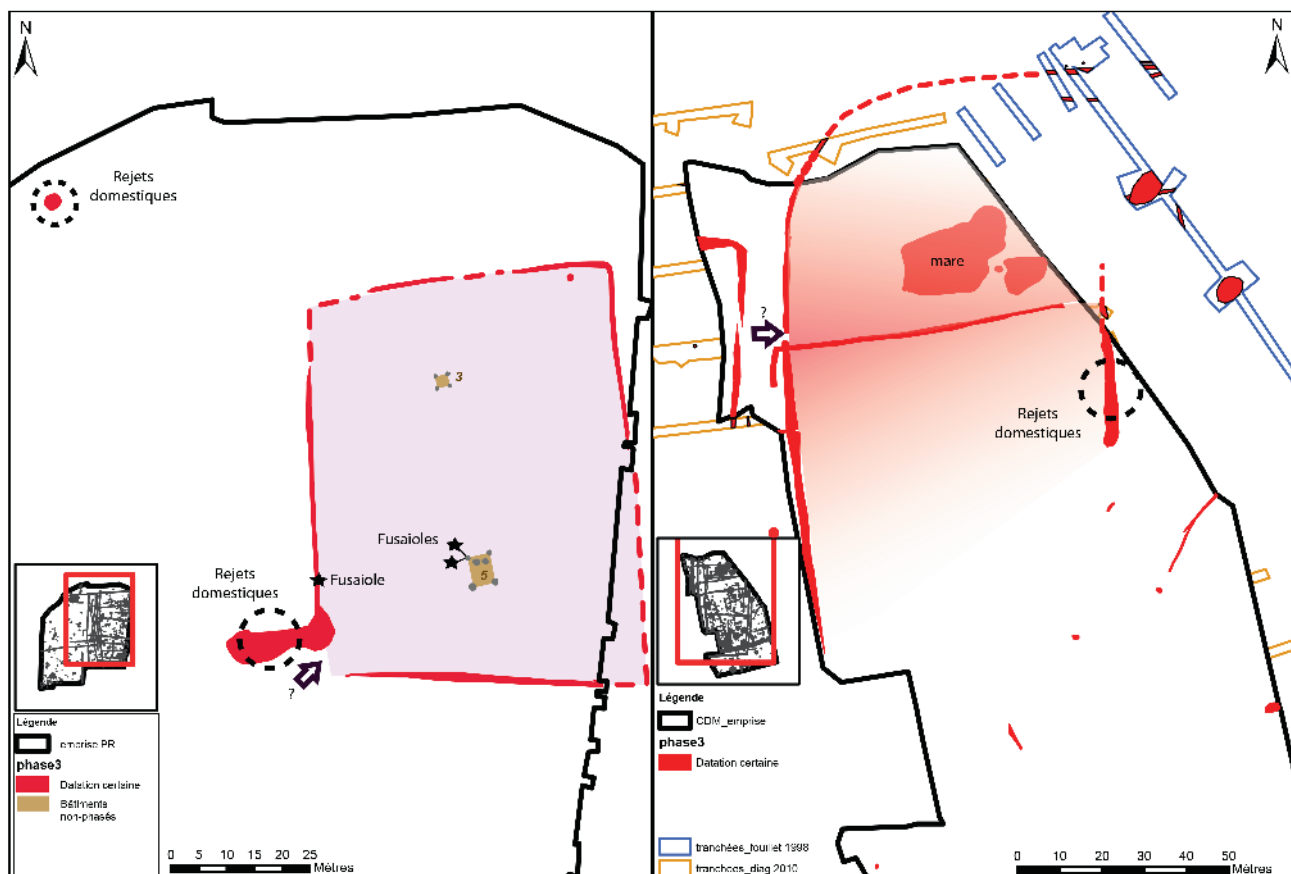 N
Rejets
domestiques
3
Fusaioles
5
Fusaiole
Rejets
domestiques
?
Légende
emprise PR
phase3
Datation certaine
Bâtiments
non-phasés
0 5 10 15 20 25
Mètres
N
mare
?
Rejets
domestiques
Légende
CDM_emprise
phase3
Datation certaine
tranchées_fouillet 1998
tranchées_diag 2010
0 10 20 30 40 50
Mètres